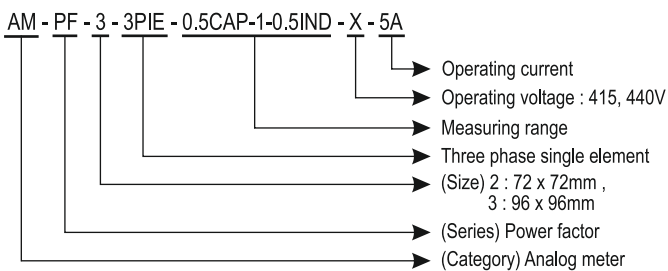 AM - PF - 3 - 3PIE - 0.5CAP-1-0.5IND - X - 5A
Operating current
Operating voltage : 415, 440V
Measuring range
Three phase single element
(Size) 2 : 72 x 72mm ,
3 : 96 x 96mm
(Series) Power factor
(Category) Analog meter